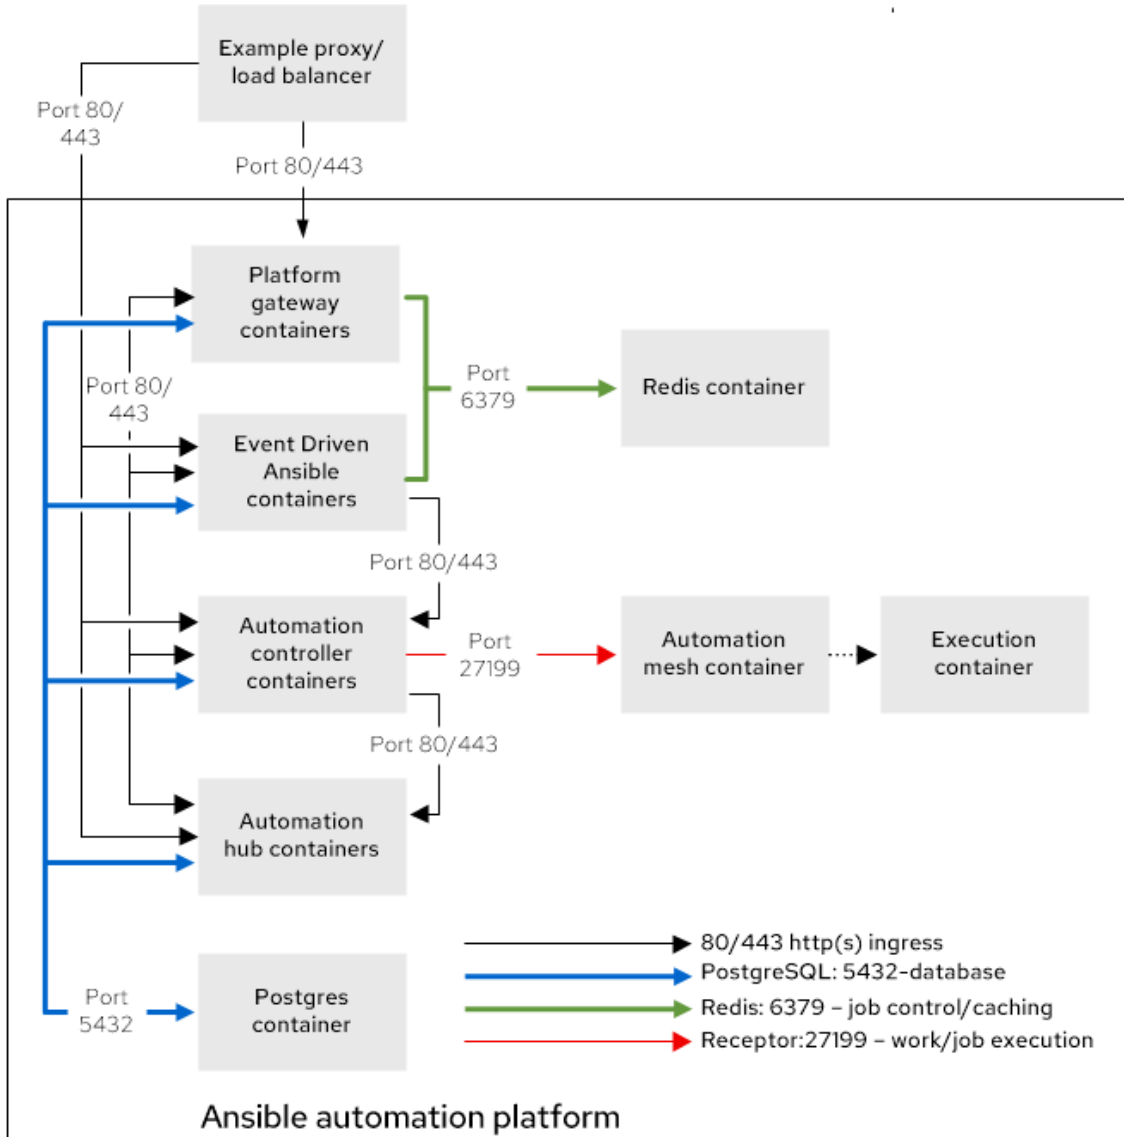 Example proxy/
load balancer
Port 80/
443
Port 80/443
Platform
gateway
containers
Port 80/
443
Port
6379
Redis container
Event Driven
Ansible
containers
Port 80/443
Automation
controller
containers
Port
27199
Automation
mesh container
Execution
container
Port 80/443
Automation
hub containers
80/443 http(s) ingress
PostgreSQL: 5432-database
Redis: 6379 – job control/caching
Receptor:27199 – work/job execution
Port
5432
Postgres
container
Ansible automation platform